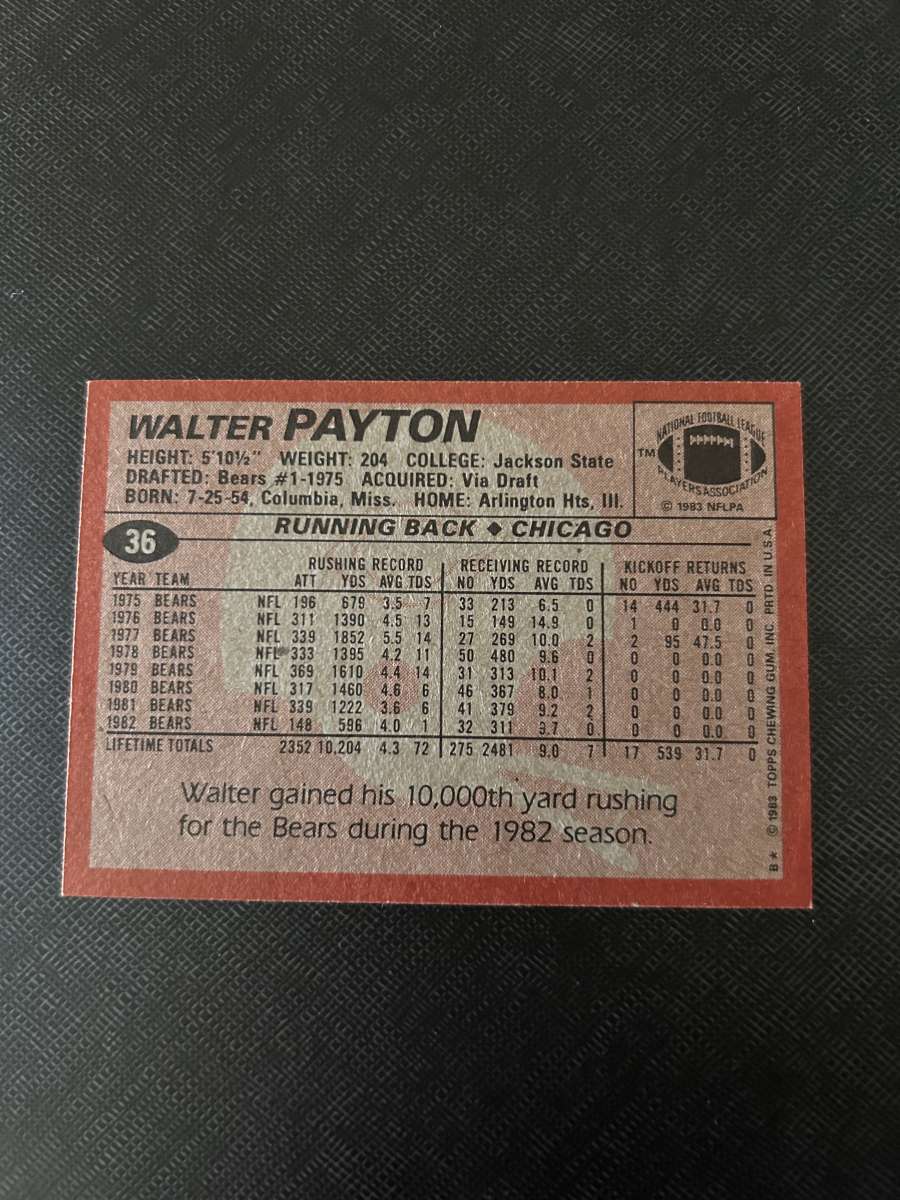 WALTER PAYTON
HEIGHT: 5'10½" WEIGHT: 204 COLLEGE: Jackson State
DRAFTED: Bears #1-1975 ACQUIRED: Via Draft
BORN: 7-25-54, Columbia, Miss. HOME: Arlington Hts, Ill.
NATIONAL FOOTBALL LEAGUE
TM
PLAYERS ASSOCIATION
© 1983 NFLPA
36
RUNNING BACK ♦ CHICAGO
RUSHING RECORD RECEIVING RECORD KICKOFF RETURNS
YEAR TEAM ATT YDS AVG TDS NO YDS AVG TDS NO YDS AVG TDS
1975 BEARS NFL 196 679 3.5 7 33 213 6.5 0 14 444 31.7 0
1976 BEARS NFL 311 1390 4.5 13 15 149 14.9 0 1 0 0.0 0
1977 BEARS NFL 339 1852 5.5 14 27 269 10.0 2 2 95 47.5 0
1978 BEARS NFL 333 1395 4.2 11 50 480 9.6 0 0 0 0.0 0
1979 BEARS NFL 369 1610 4.4 14 31 313 10.1 2 0 0 0.0 0
1980 BEARS NFL 317 1460 4.6 6 46 367 8.0 1 0 0 0.0 0
1981 BEARS NFL 339 1222 3.6 6 41 379 9.2 2 0 0 0.0 0
1982 BEARS NFL 148 596 4.0 1 32 311 9.7 0 0 0 0.0 0
LIFETIME TOTALS 2352 10,204 4.3 72 275 2481 9.0 7 17 539 31.7 0
Walter gained his 10,000th yard rushing
for the Bears during the 1982 season.
B* © 1983 TOPPS CHEWING GUM, INC. PRTD. IN U.S.A.